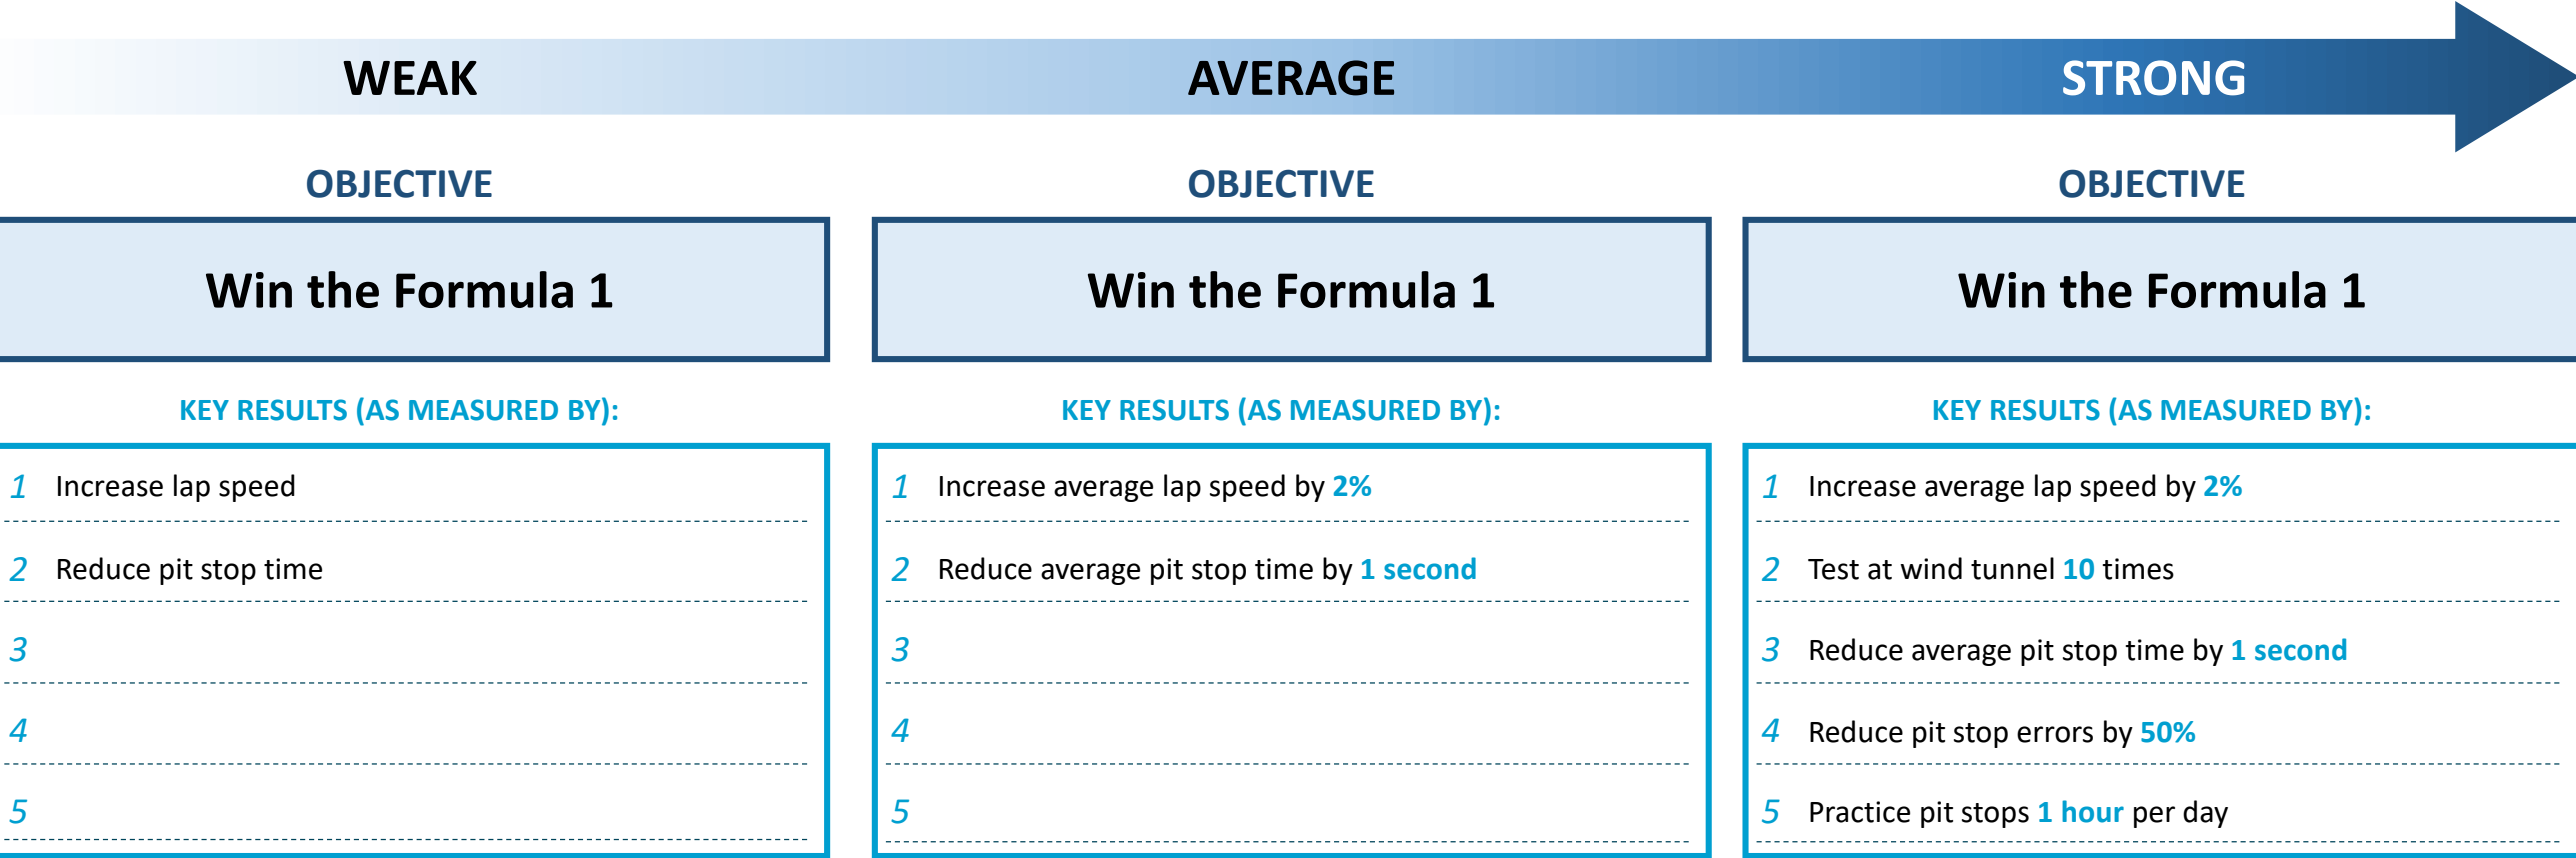 WEAK
AVERAGE
STRONG
OBJECTIVE
Win the Formula 1
KEY RESULTS (AS MEASURED BY):
1 Increase lap speed
2 Reduce pit stop time
3
4
5
OBJECTIVE
Win the Formula 1
KEY RESULTS (AS MEASURED BY):
1 Increase average lap speed by 2%
2 Reduce average pit stop time by 1 second
3
4
5
OBJECTIVE
Win the Formula 1
KEY RESULTS (AS MEASURED BY):
1 Increase average lap speed by 2%
2 Test at wind tunnel 10 times
3 Reduce average pit stop time by 1 second
4 Reduce pit stop errors by 50%
5 Practice pit stops 1 hour per day